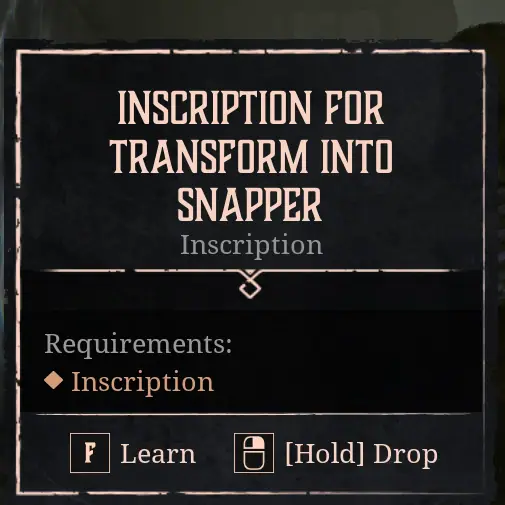 INSCRIPTION FOR
TRANSFORM INTO
SNAPPER
Inscription
Requirements:
Inscription
F Learn [Hold] Drop